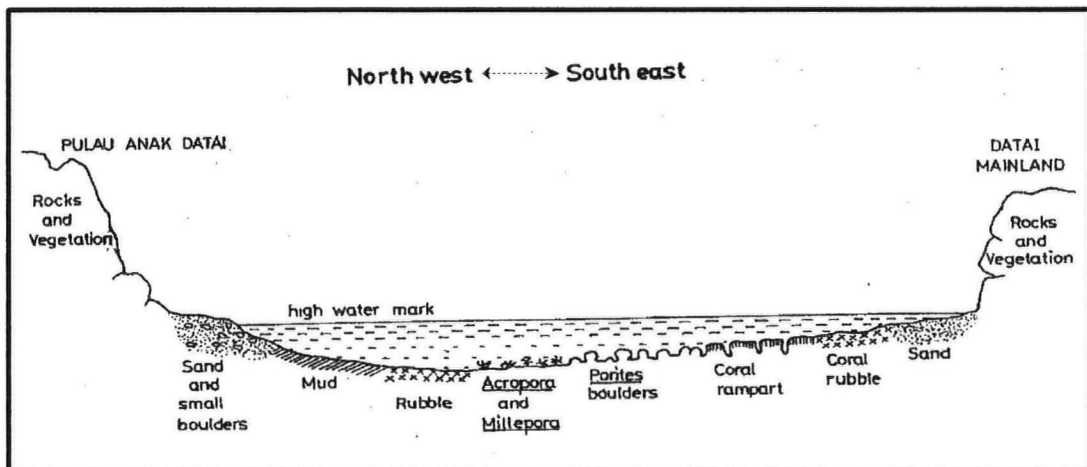 North west <-----> South east
PULAU ANAK DATAI
DATAI
MAINLAND
Rocks
and
Vegetation
Rocks
and
Vegetation
high water mark
Sand
and
small
boulders
Mud
Rubble
Acropora
and
Millepora
Porites
boulders
Coral
rampart
Coral
rubble
Sand